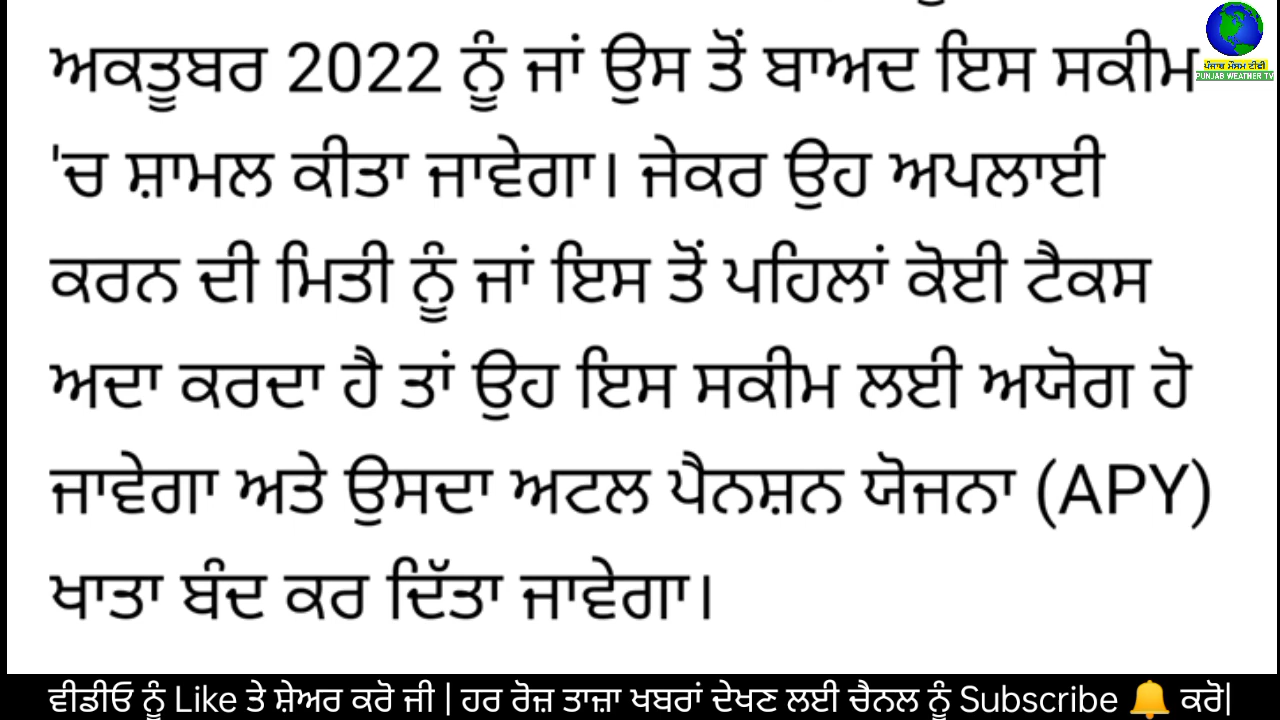 ਅਕਤੂਬਰ 2022 ਨੂੰ ਜਾਂ ਉਸ ਤੋਂ ਬਾਅਦ ਇਸ ਸਕੀਮ
'ਚ ਸ਼ਾਮਲ ਕੀਤਾ ਜਾਵੇਗਾ। ਜੇਕਰ ਉਹ ਅਪਲਾਈ
ਕਰਨ ਦੀ ਮਿਤੀ ਨੂੰ ਜਾਂ ਇਸ ਤੋਂ ਪਹਿਲਾਂ ਕੋਈ ਟੈਕਸ
ਅਦਾ ਕਰਦਾ ਹੈ ਤਾਂ ਉਹ ਇਸ ਸਕੀਮ ਲਈ ਅਯੋਗ ਹੋ
ਜਾਵੇਗਾ ਅਤੇ ਉਸਦਾ ਅਟਲ ਪੈਨਸ਼ਨ ਯੋਜਨਾ (APY)
ਖਾਤਾ ਬੰਦ ਕਰ ਦਿੱਤਾ ਜਾਵੇਗਾ।
ਪੰਜਾਬ ਮੌਸਮ ਟੀਵੀ
PUNJAB WEATHER TV
ਵੀਡੀਓ ਨੂੰ Like ਤੇ ਸ਼ੇਅਰ ਕਰੋ ਜੀ | ਹਰ ਰੋਜ਼ ਤਾਜ਼ਾ ਖਬਰਾਂ ਦੇਖਣ ਲਈ ਚੈਨਲ ਨੂੰ Subscribe 🔔 ਕਰੋ|